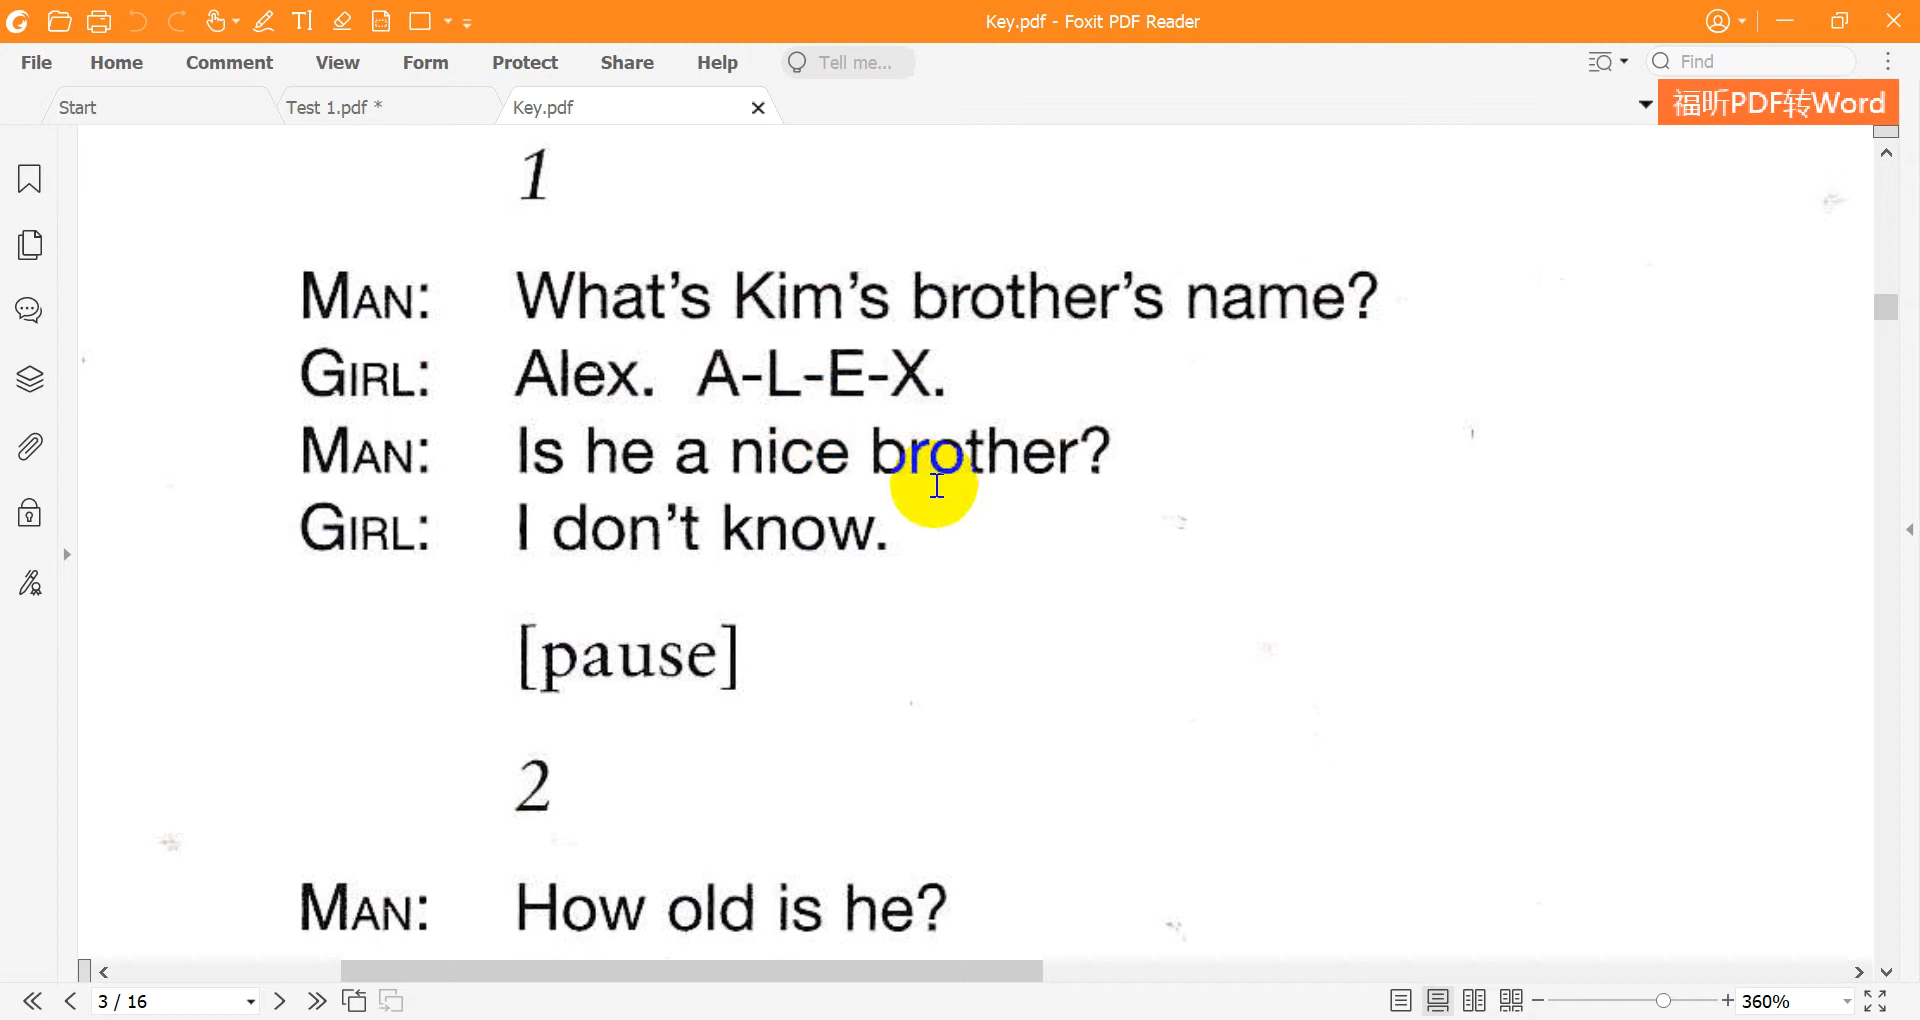 Key.pdf - Foxit PDF Reader
File Home Comment View Form Protect Share Help Tell me... Find
Start Test 1.pdf * Key.pdf 福昕PDF转Word
1
MAN: What's Kim's brother's name?
GIRL: Alex. A-L-E-X.
MAN: Is he a nice brother?
GIRL: I don't know.
[pause]
2
MAN: How old is he?
3 / 16 360%